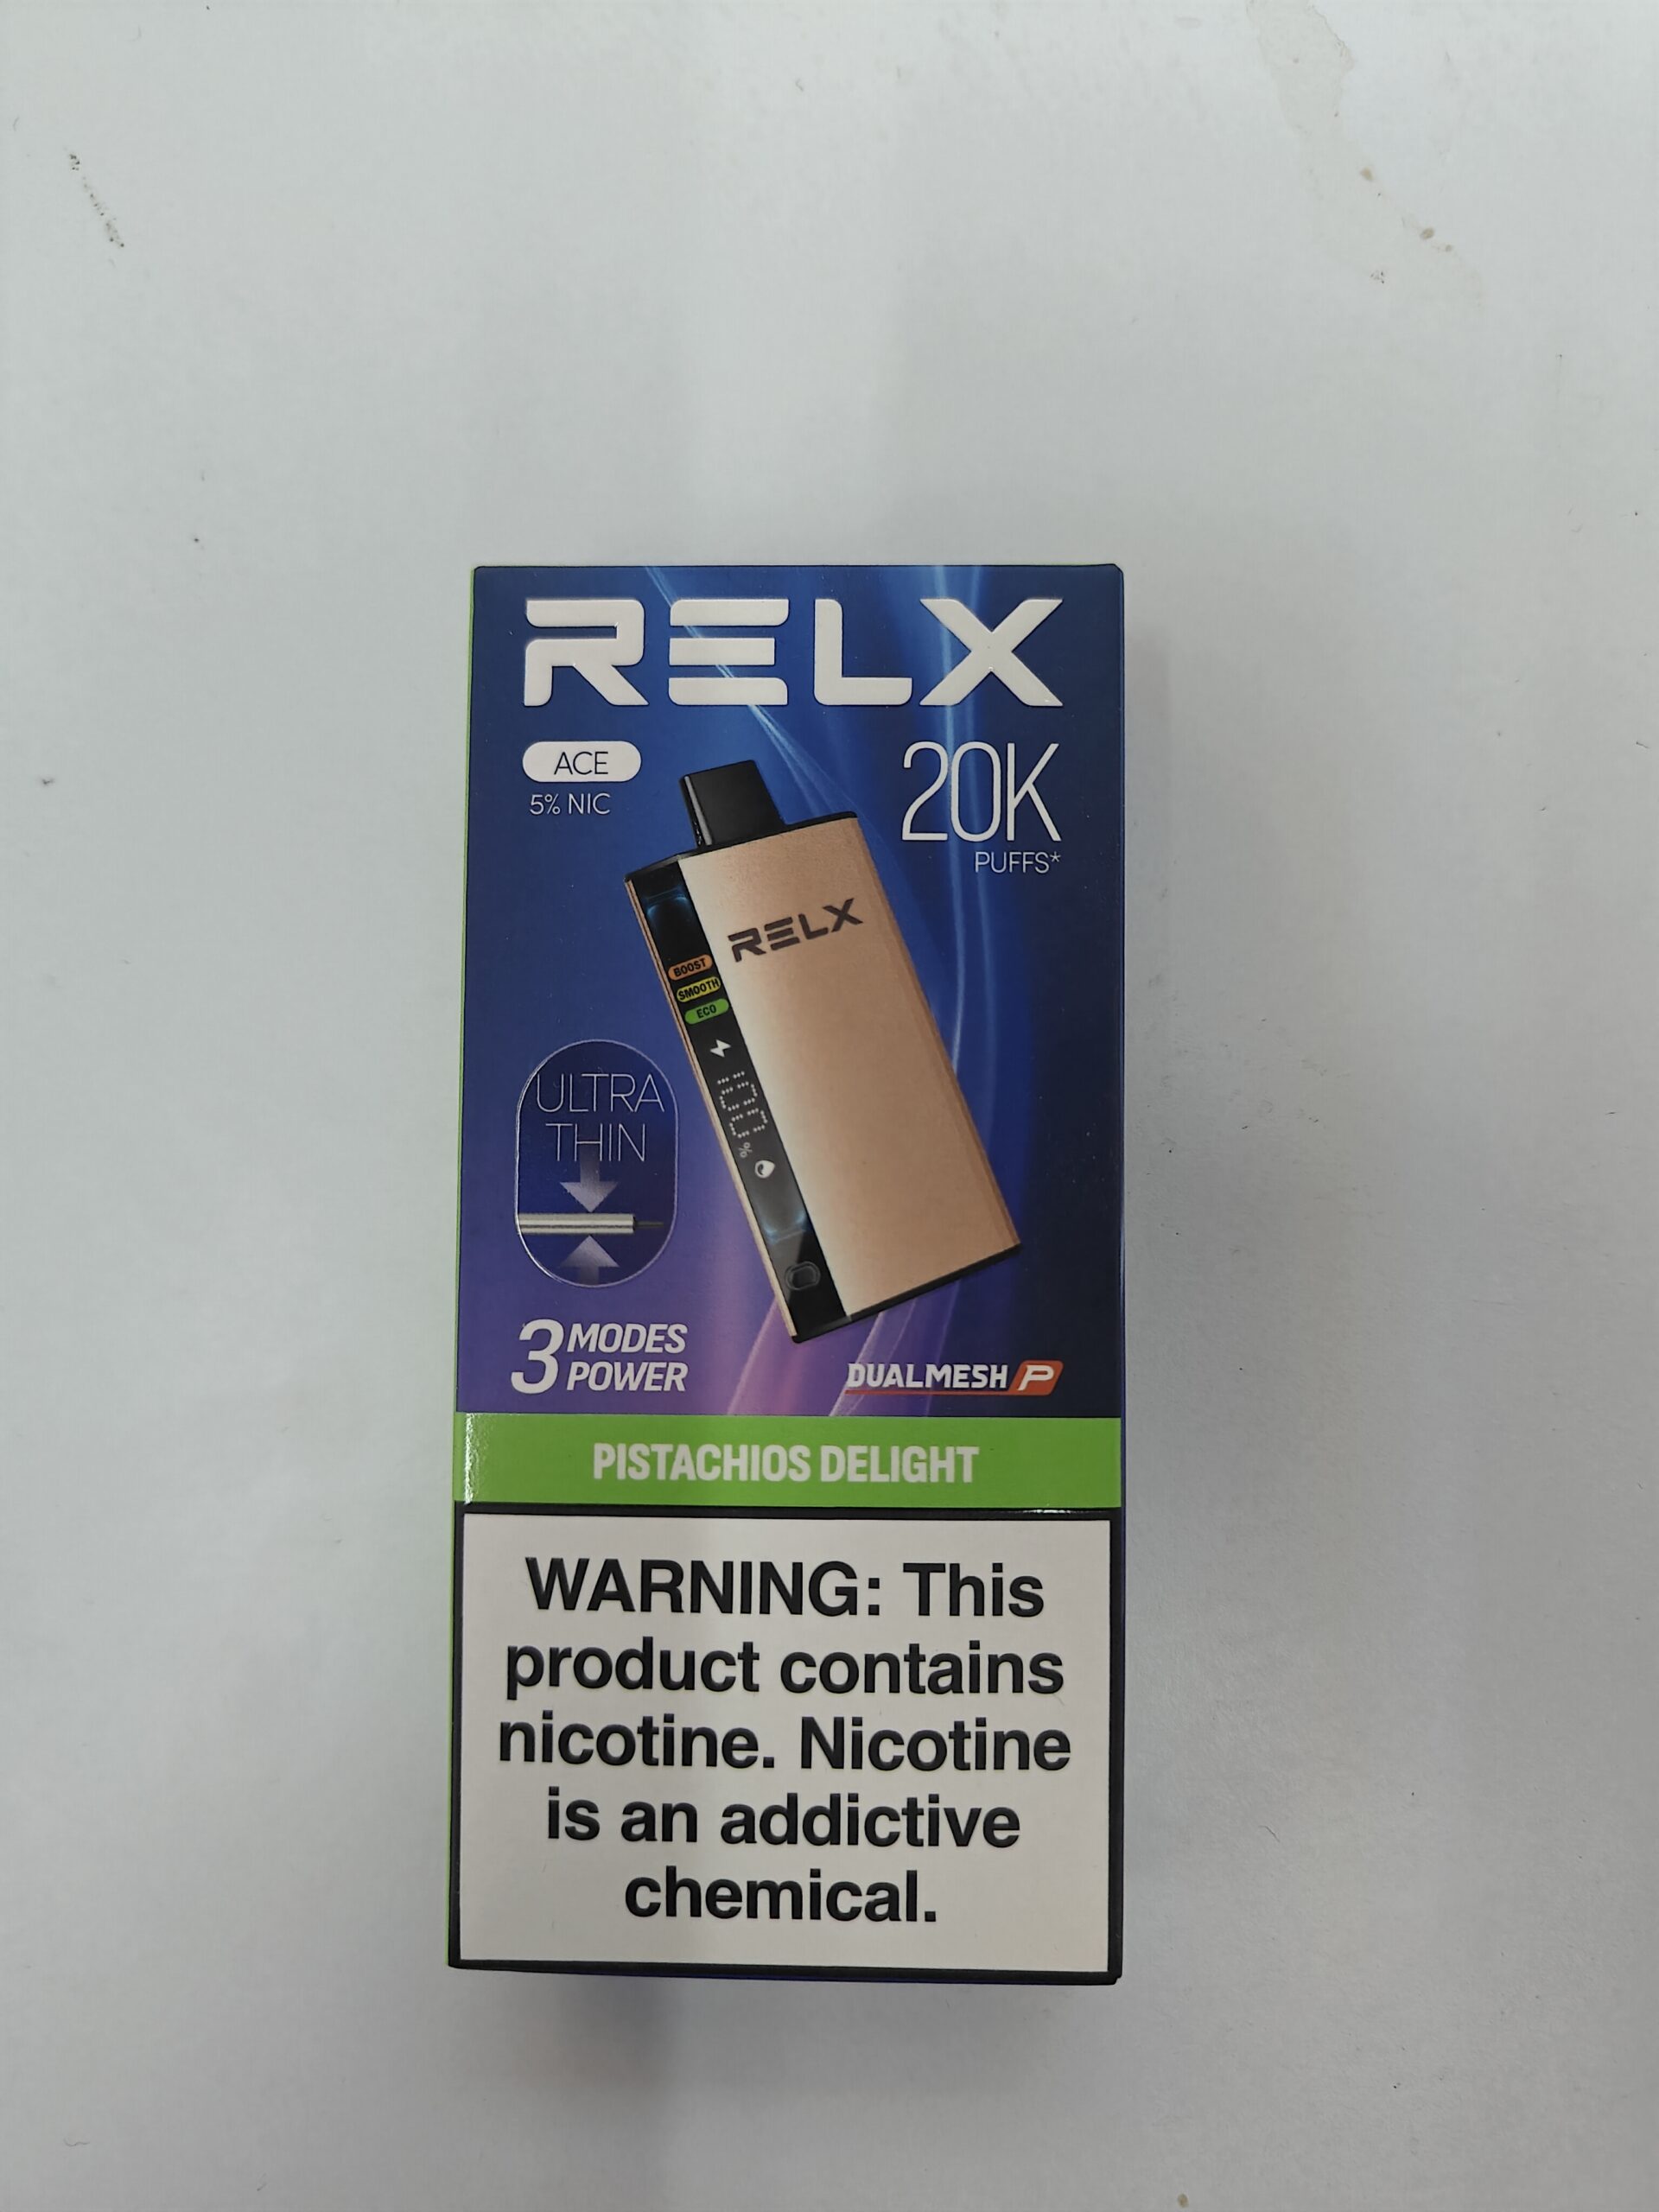 RELX
ACE
5% NIC
20K
PUFFS*
RELX
BOOST
SMOOTH
ECO
100
%
ULTRA
THIN
3 MODES
POWER
DUALMESH P
PISTACHIOS DELIGHT
WARNING: This
product contains
nicotine. Nicotine
is an addictive
chemical.